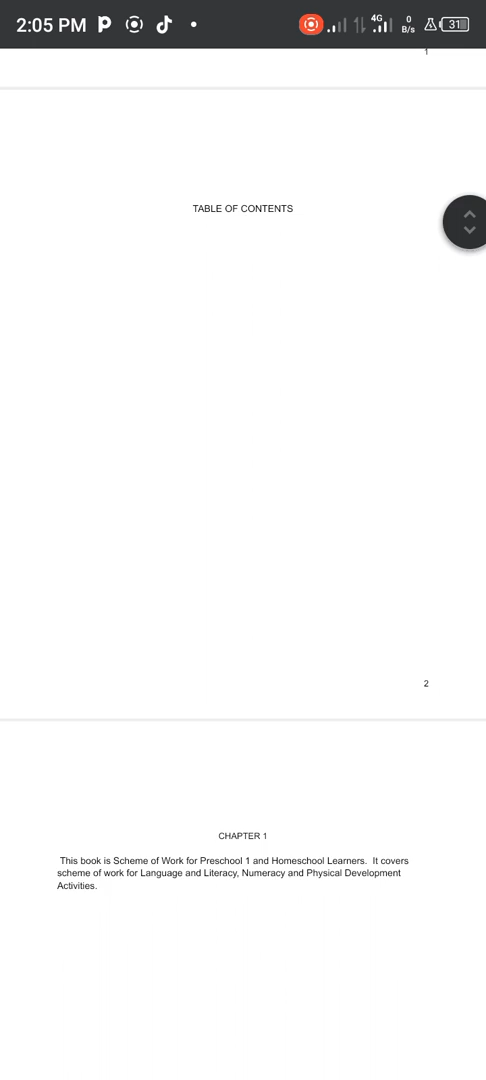 2:05 PM
4G
0
B/s
31
1
TABLE OF CONTENTS
2
CHAPTER 1
This book is Scheme of Work for Preschool 1 and Homeschool Learners. It covers
scheme of work for Language and Literacy, Numeracy and Physical Development
Activities.